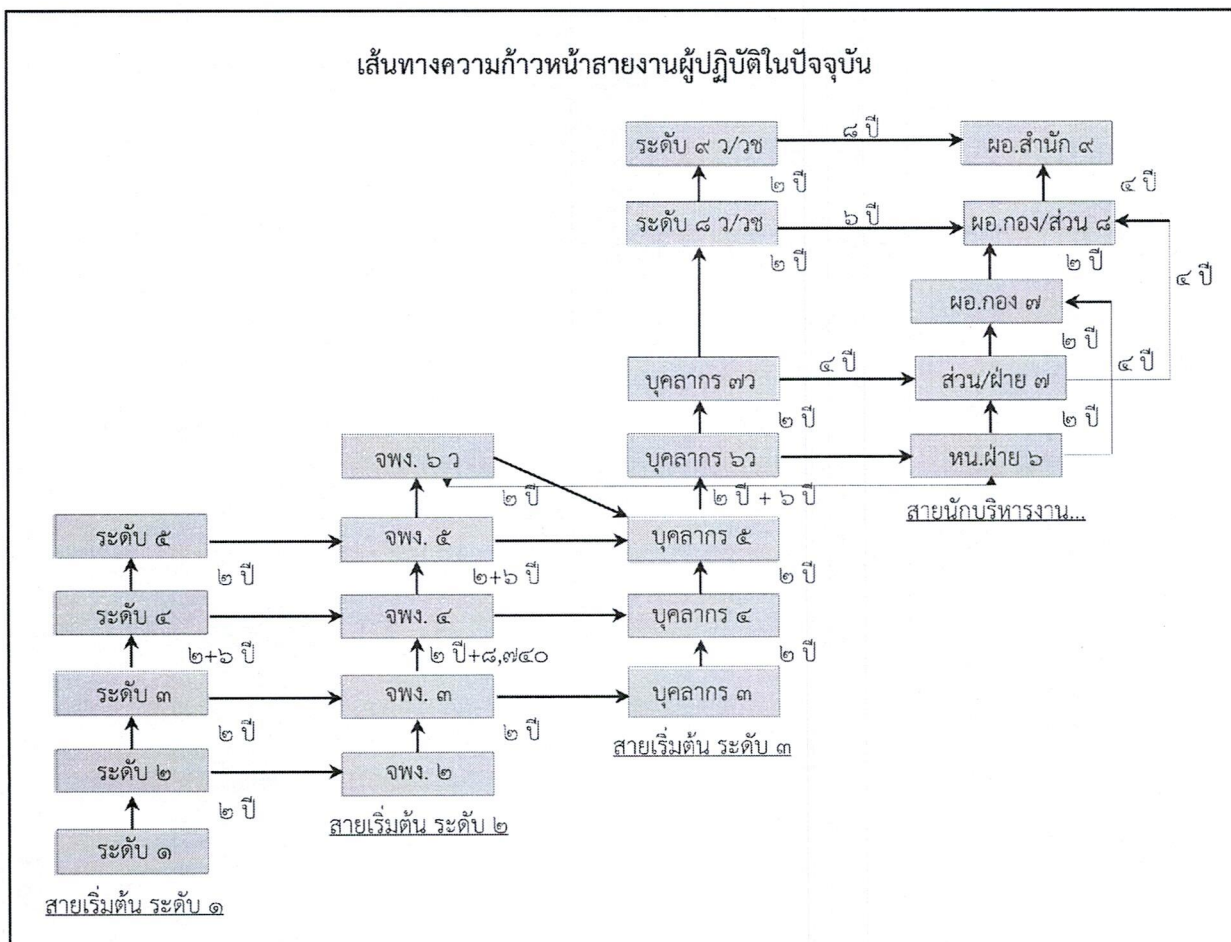 เส้นทางความก้าวหน้าสายงานผู้ปฏิบัติในปัจจุบัน
ระดับ ๙ ว/วช
๘ ปี
ผอ.สำนัก ๙
๒ ปี
๔ ปี
ระดับ ๘ ว/วช
๖ ปี
ผอ.กอง/ส่วน ๘
๒ ปี
๒ ปี
๔ ปี
ผอ.กอง ๗
๒ ปี
บุคลากร ๗ว
๔ ปี
ส่วน/ฝ่าย ๗
๔ ปี
๒ ปี
๒ ปี
จพง. ๖ ว
บุคลากร ๖ว
หน.ฝ่าย ๖
๒ ปี
๒ ปี + ๖ ปี
สายนักบริหารงาน...
ระดับ ๕
จพง. ๕
บุคลากร ๕
๒ ปี
๒+๖ ปี
๒ ปี
ระดับ ๔
จพง. ๔
บุคลากร ๔
๒+๖ ปี
๒ ปี+๘,๗๔๐
๒ ปี
ระดับ ๓
จพง. ๓
บุคลากร ๓
๒ ปี
๒ ปี
สายเริ่มต้น ระดับ ๓
ระดับ ๒
จพง. ๒
๒ ปี
สายเริ่มต้น ระดับ ๒
ระดับ ๑
สายเริ่มต้น ระดับ ๑